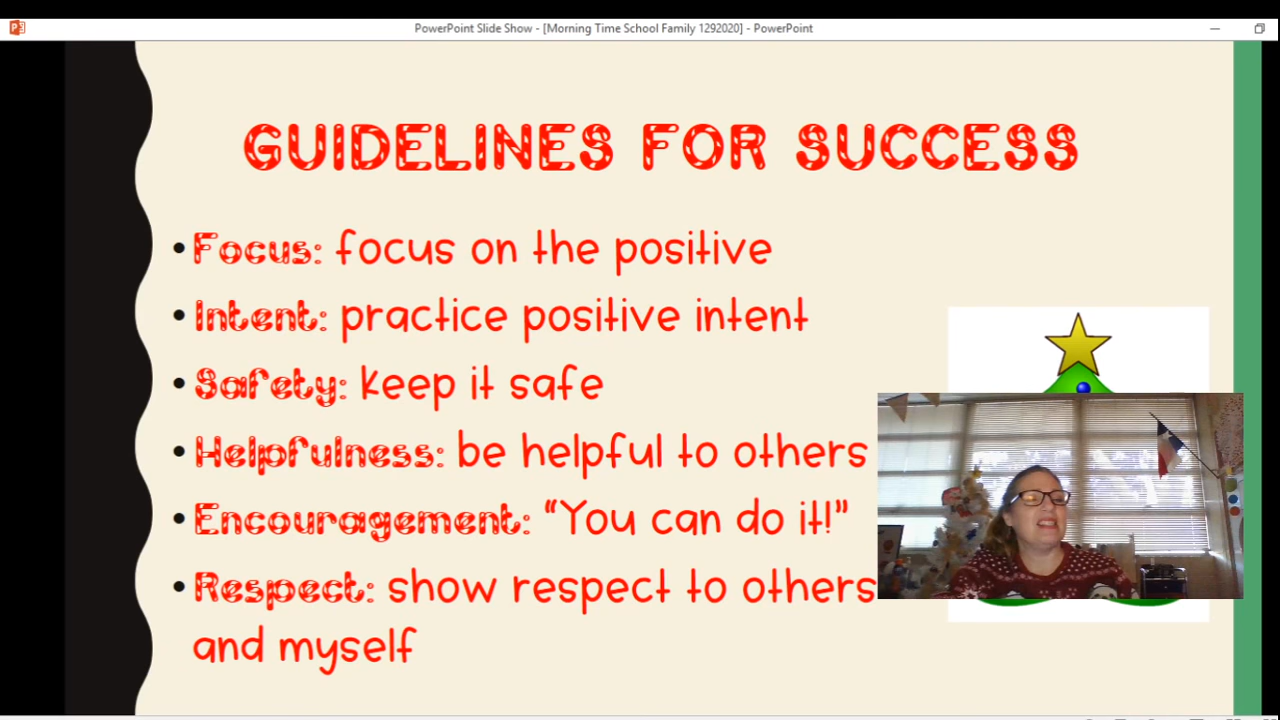 PowerPoint Slide Show - [Morning Time School Family 1292020] - PowerPoint
GUIDELINES FOR SUCCESS
• Focus: focus on the positive
• Intent: practice positive intent
• Safety: keep it safe
• Helpfulness: be helpful to others
• Encouragement: “You can do it!”
• Respect: show respect to others
and myself